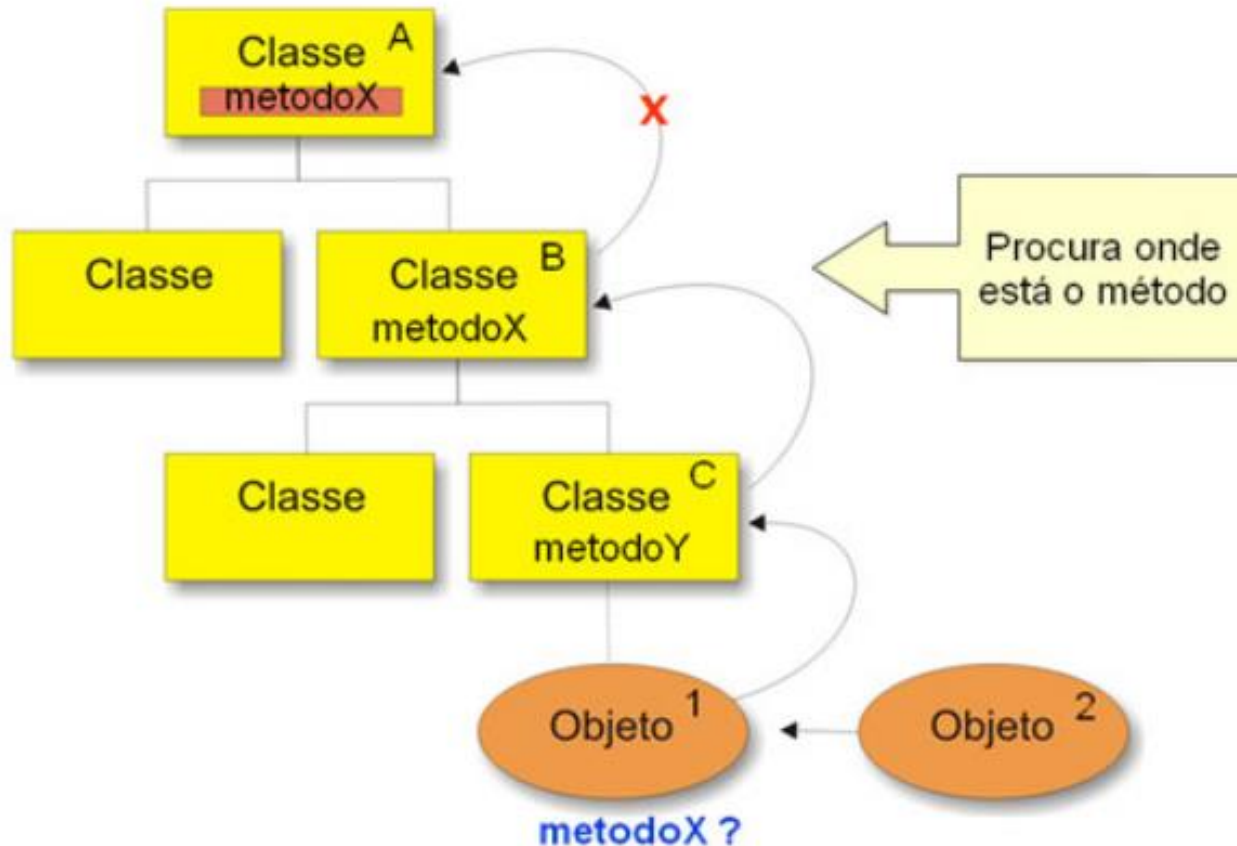 Classe A
metodoX
X
Classe
Classe B
metodoX
Procura onde
está o método
Classe
Classe C
metodoY
Objeto 1
Objeto 2
metodoX ?